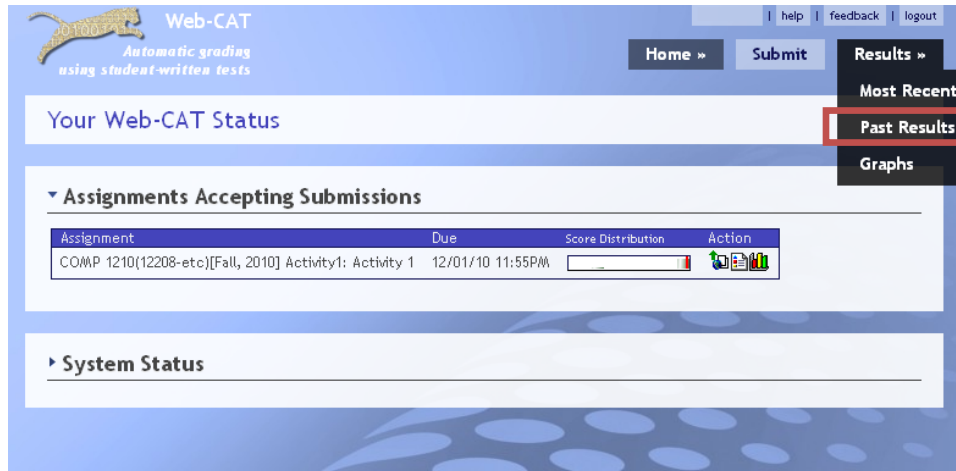 Web-CAT
Automatic grading
using student-written tests
| help | feedback | logout
Home »
Submit
Results »
Most Recent
Past Results
Graphs
Your Web-CAT Status
Assignments Accepting Submissions
Assignment Due Score Distribution Action
COMP 1210(12208-etc)[Fall, 2010] Activity1: Activity 1 12/01/10 11:55PM
System Status